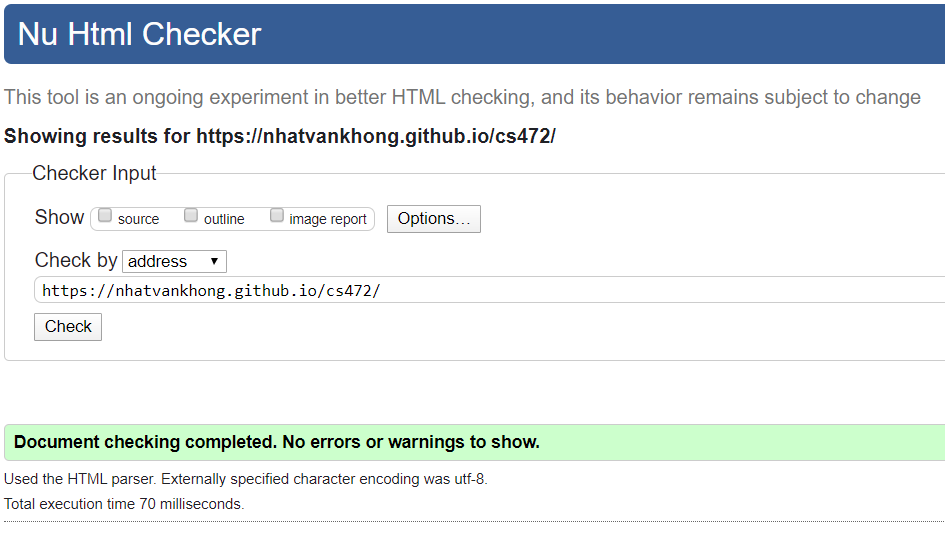 Nu Html Checker
This tool is an ongoing experiment in better HTML checking, and its behavior remains subject to change
Showing results for https://nhatvankhong.github.io/cs472/
Checker Input
Show source outline image report Options...
Check by address
https://nhatvankhong.github.io/cs472/
Check
Document checking completed. No errors or warnings to show.
Used the HTML parser. Externally specified character encoding was utf-8.
Total execution time 70 milliseconds.